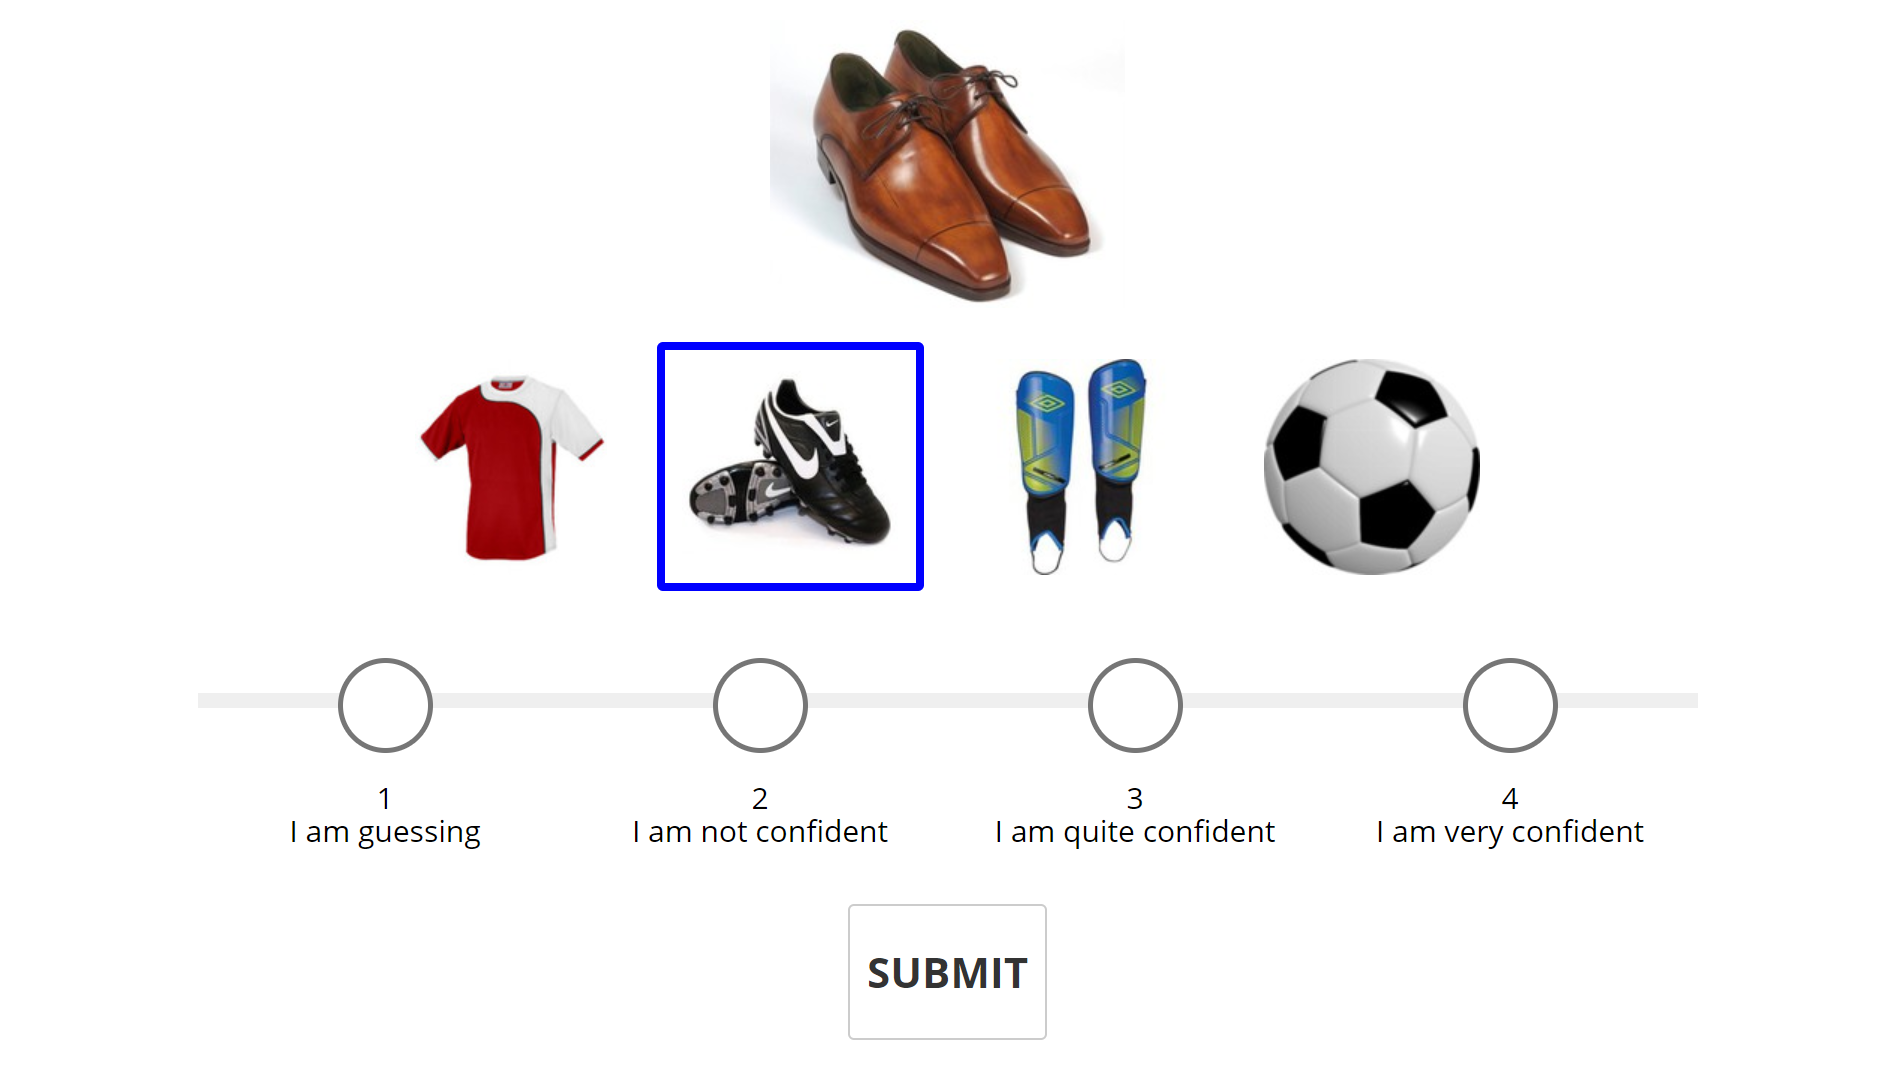 1
I am guessing
2
I am not confident
3
I am quite confident
4
I am very confident
SUBMIT